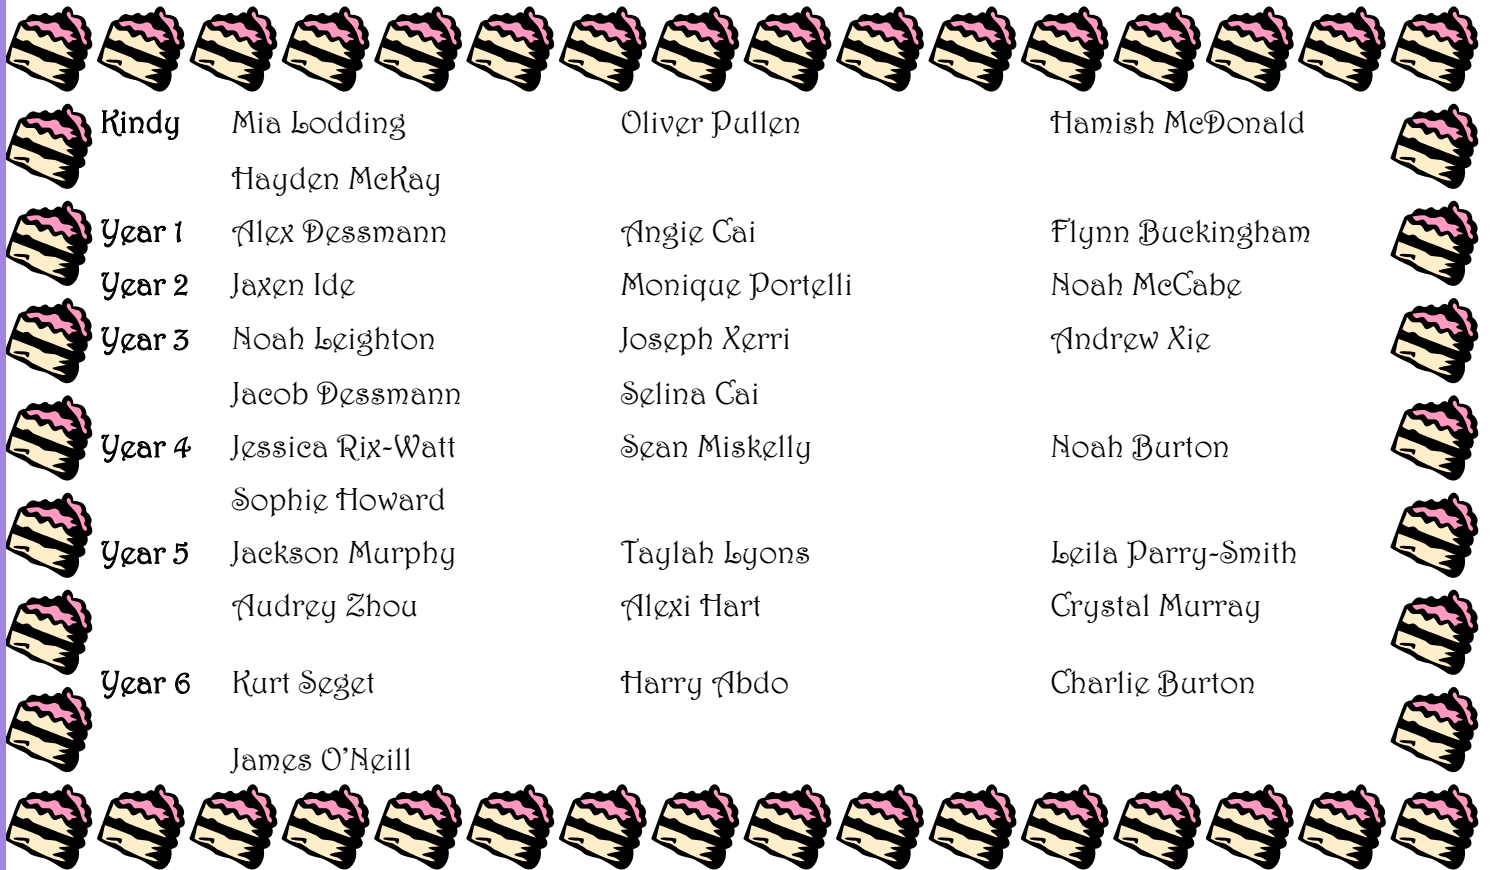 Kindy Mia Lodding Oliver Pullen Hamish McDonald
Hayden McKay
Year 1 Alex Dessmann Angie Cai Flynn Buckingham
Year 2 Jaxen Ide Monique Portelli Noah McCabe
Year 3 Noah Leighton Joseph Xerri Andrew Xie
Jacob Dessmann Selina Cai
Year 4 Jessica Rix-Watt Sean Miskelly Noah Burton
Sophie Howard
Year 5 Jackson Murphy Taylah Lyons Leila Parry-Smith
Audrey Zhou Alexi Hart Crystal Murray
Year 6 Kurt Seget Harry Abdo Charlie Burton
James O'Neill